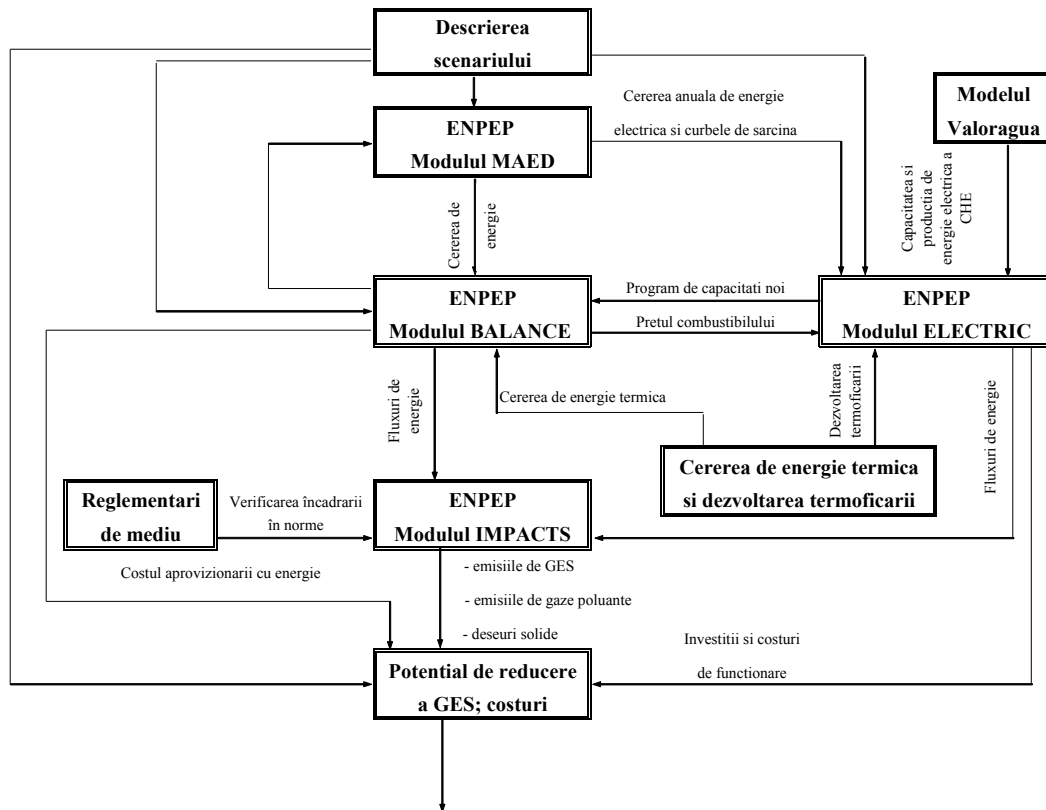 Descrierea
scenariului
Cererea anuala de energie
electrica si curbele de sarcina
Modelul
Valoragua
ENPEP
Modulul MAED
Cererea de
energie
Capacitatea si
productia de
energie electrica a
CHE
ENPEP
Modulul BALANCE
Program de capacitati noi
Pretul combustibilului
ENPEP
Modulul ELECTRIC
Fluxuri de
energie
Cererea de energie termica
Dezvoltarea
termoficarii
Fluxuri de energie
Cererea de energie termica
si dezvoltarea termoficarii
Reglementari
de mediu
Verificarea încadrarii
în norme
ENPEP
Modulul IMPACTS
Costul aprovizionarii cu energie
- emisiile de GES
- emisiile de gaze poluante
- deseuri solide
Investitii si costuri
de functionare
Potential de reducere
a GES; costuri